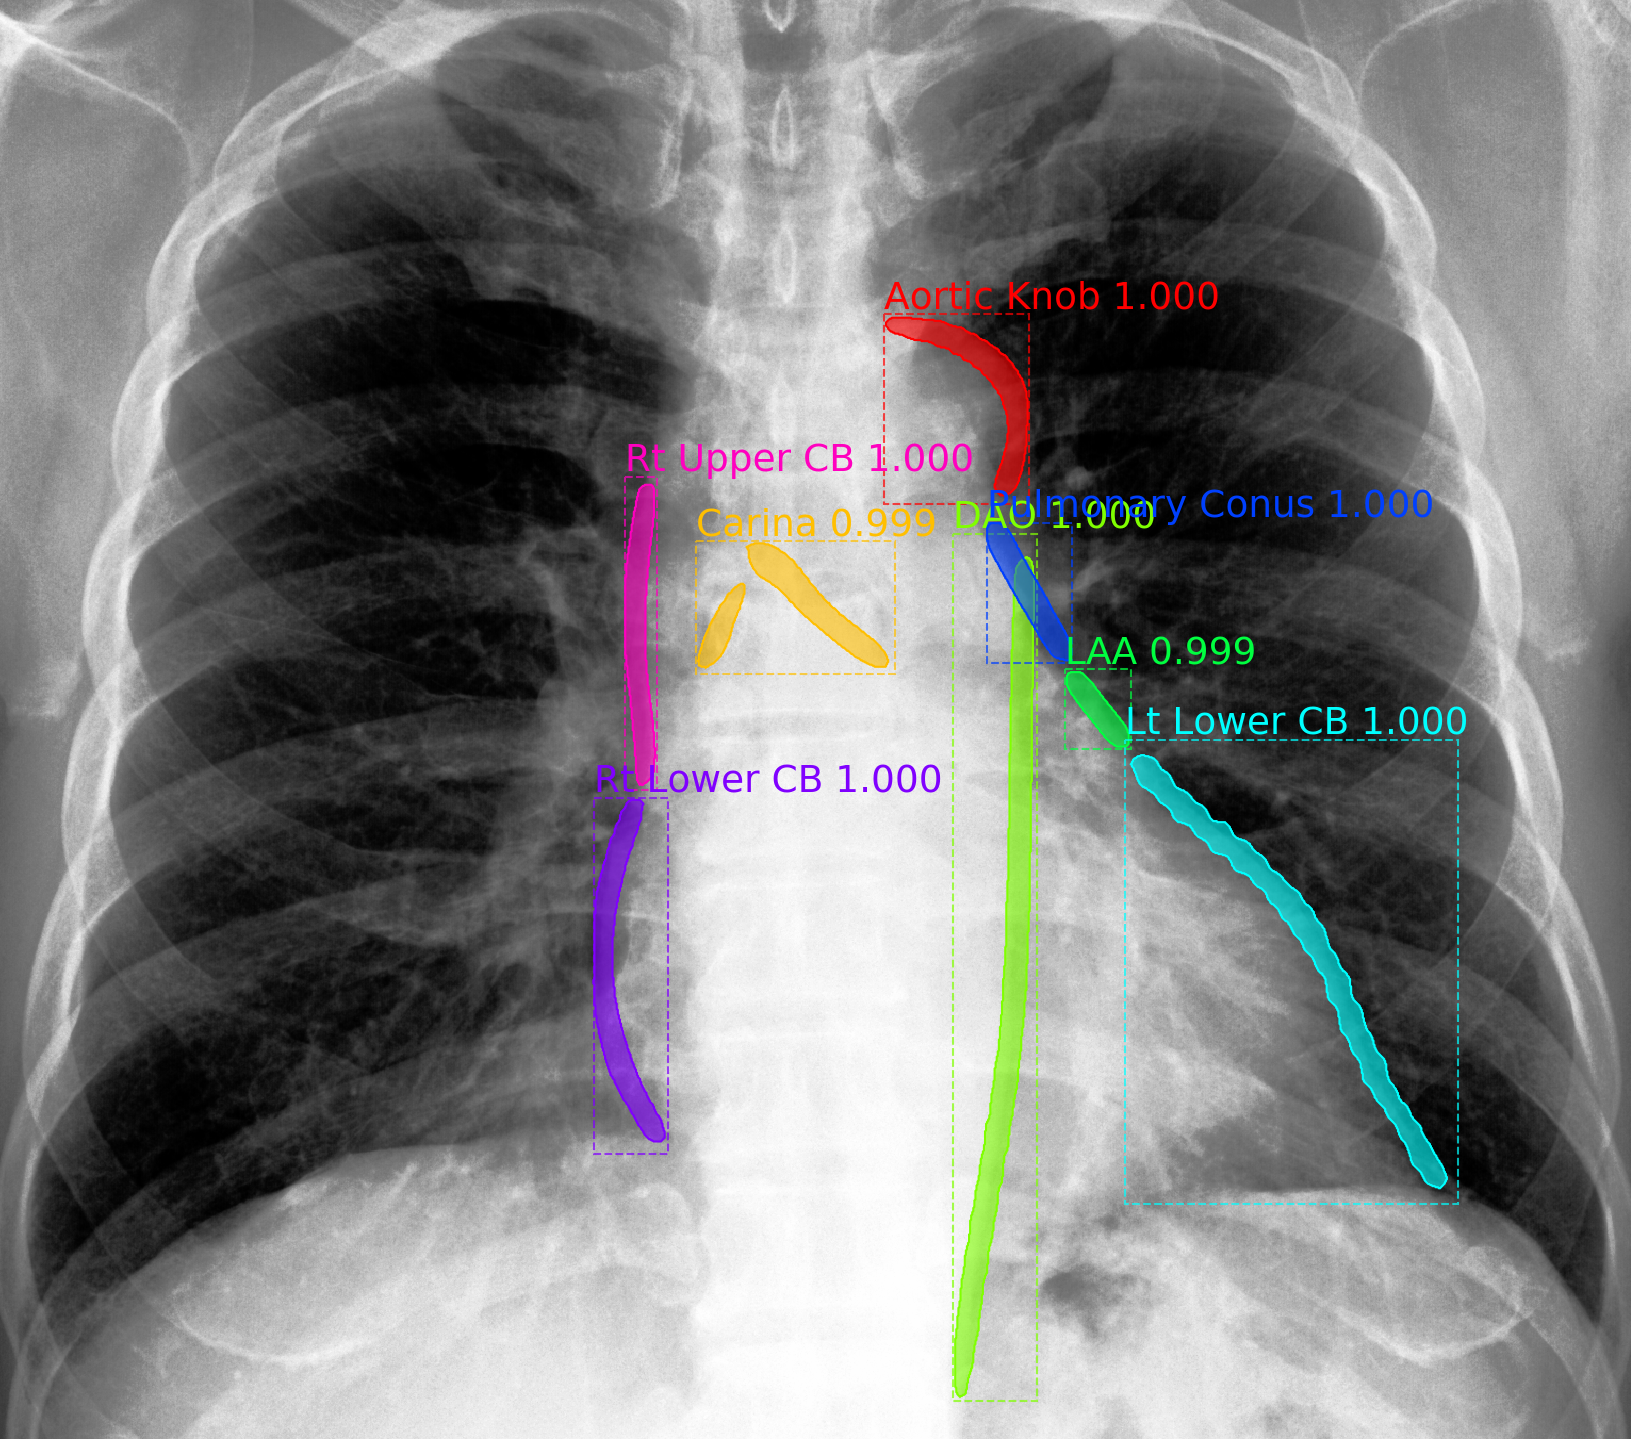 Aortic Knob 1.000
Rt Upper CB 1.000
Pulmonary Conus 1.000
DAO 1.000
Carina 0.999
LAA 0.999
Lt Lower CB 1.000
Rt Lower CB 1.000